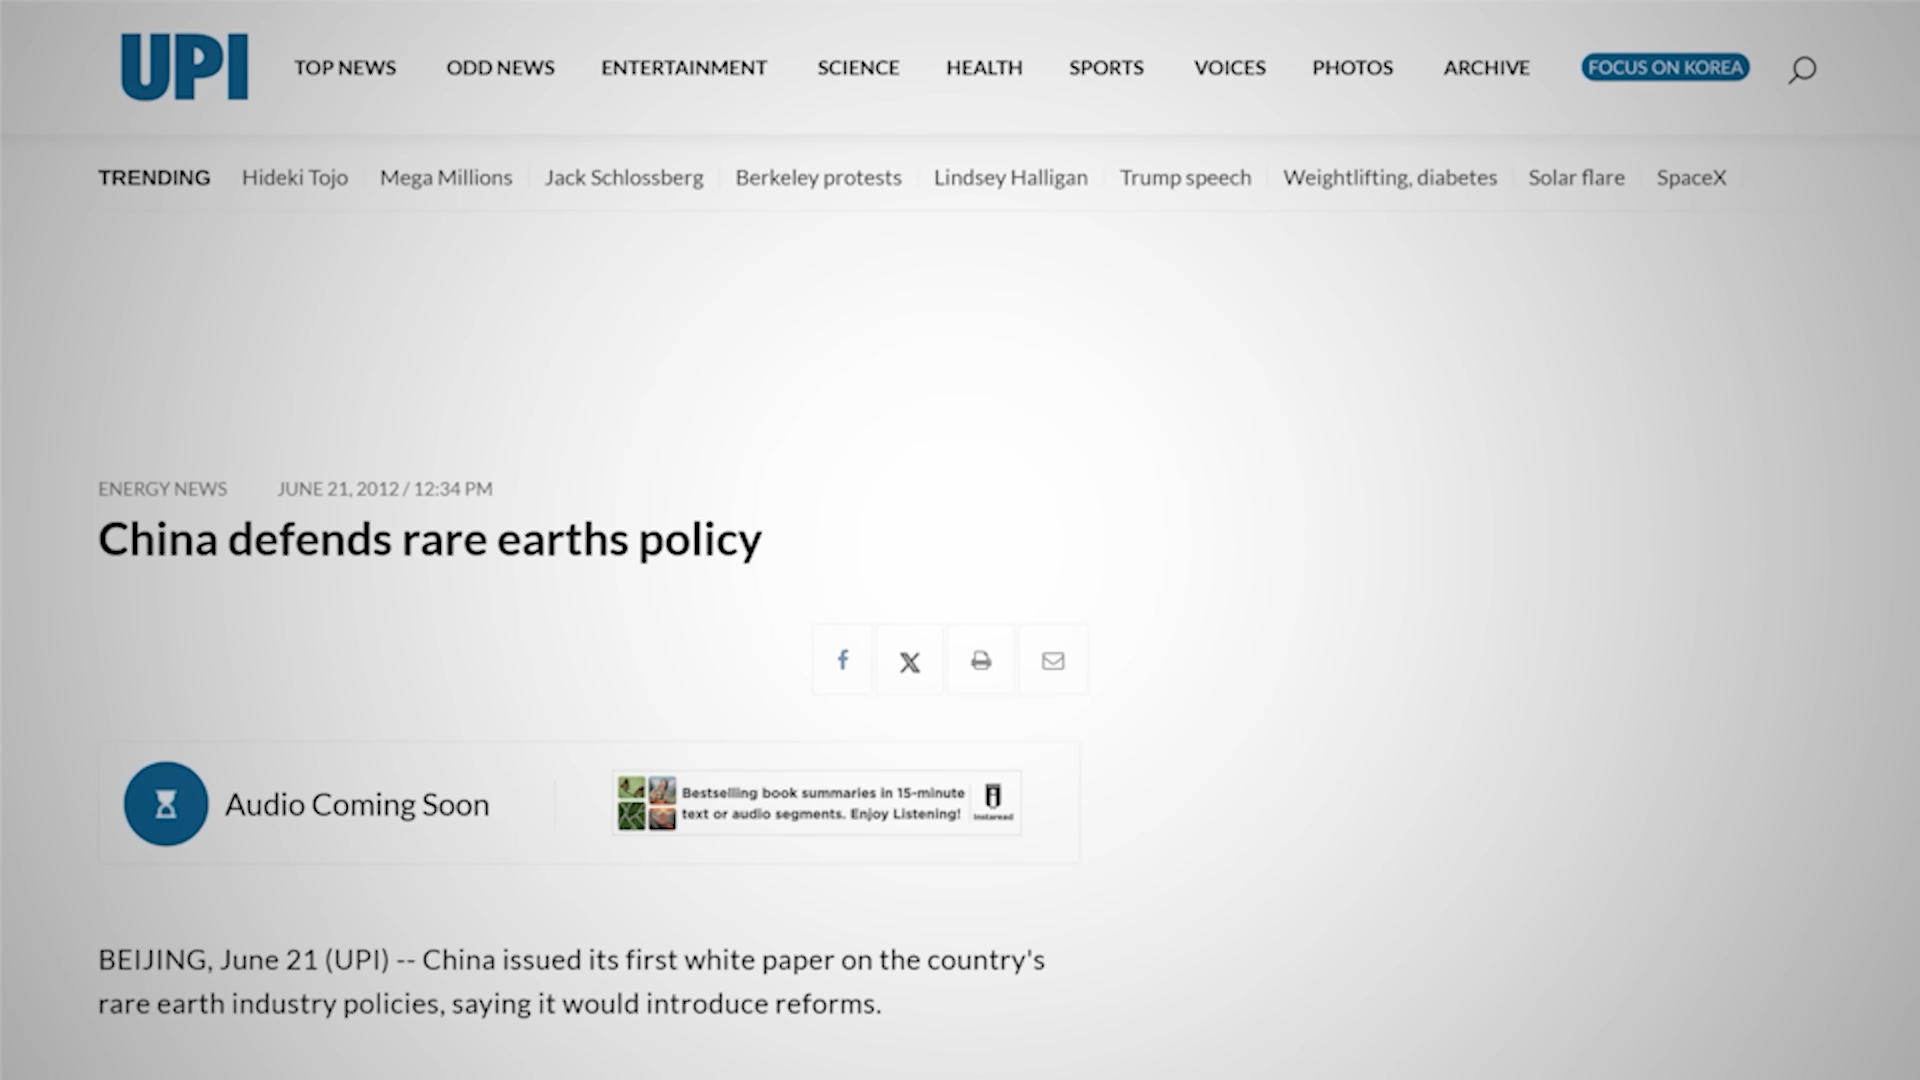 UPI TOP NEWS ODD NEWS ENTERTAINMENT SCIENCE HEALTH SPORTS VOICES PHOTOS ARCHIVE FOCUS ON KOREA
TRENDING Hideki Tojo Mega Millions Jack Schlossberg Berkeley protests Lindsey Halligan Trump speech Weightlifting, diabetes Solar flare SpaceX
ENERGY NEWS JUNE 21, 2012 / 12:34 PM
China defends rare earths policy
Audio Coming Soon
Bestselling book summaries in 15-minute
text or audio segments. Enjoy Listening!
Instaread
BEIJING, June 21 (UPI) -- China issued its first white paper on the country's
rare earth industry policies, saying it would introduce reforms.